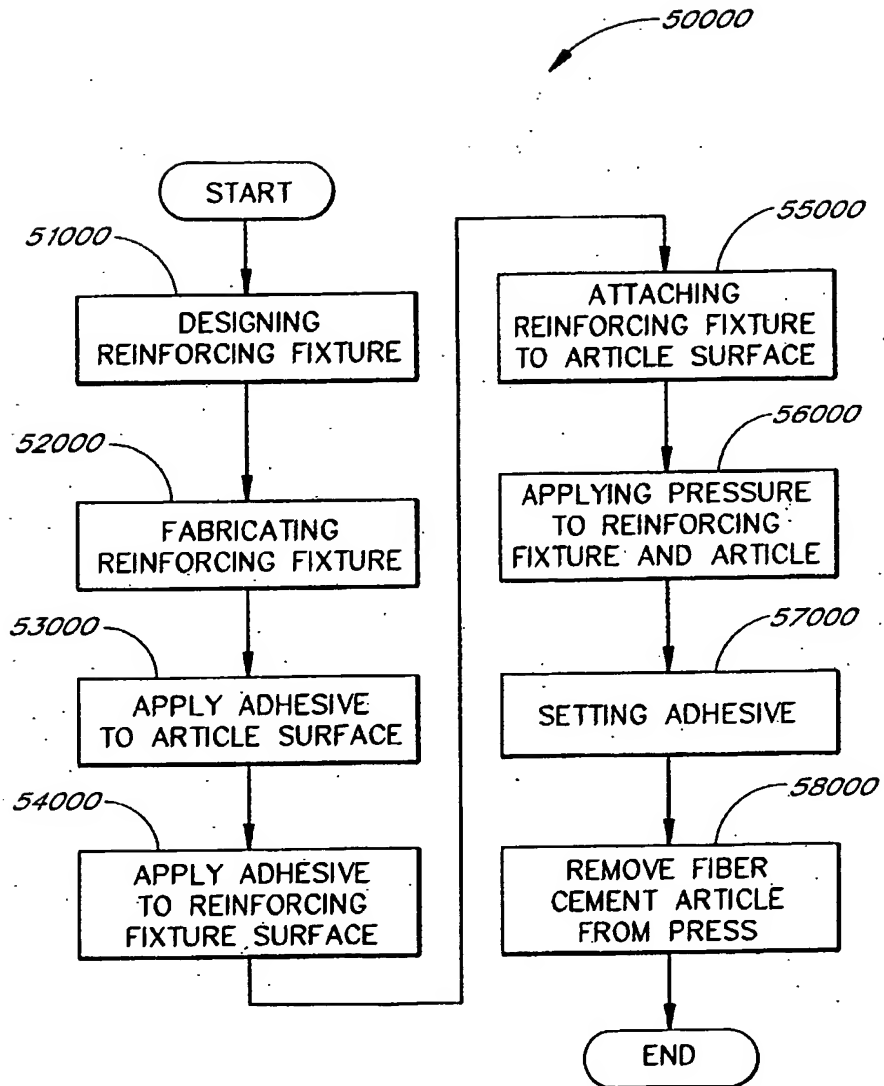 50000
START
51000
DESIGNING
REINFORCING FIXTURE
52000
FABRICATING
REINFORCING FIXTURE
53000
APPLY ADHESIVE
TO ARTICLE SURFACE
54000
APPLY ADHESIVE
TO REINFORCING
FIXTURE SURFACE
55000
ATTACHING
REINFORCING FIXTURE
TO ARTICLE SURFACE
56000
APPLYING PRESSURE
TO REINFORCING
FIXTURE AND ARTICLE
57000
SETTING ADHESIVE
58000
REMOVE FIBER
CEMENT ARTICLE
FROM PRESS
END